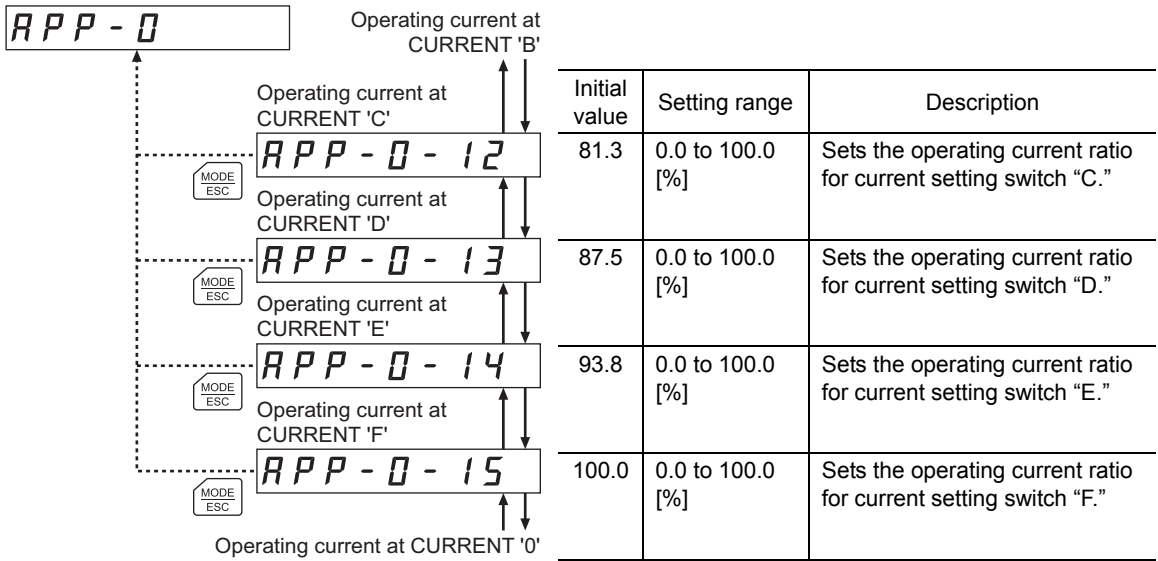 APP-0
Operating current at
CURRENT 'B'
Operating current at
CURRENT 'C'
APP-0-12
MODE
ESC
Operating current at
CURRENT 'D'
APP-0-13
MODE
ESC
Operating current at
CURRENT 'E'
APP-0-14
MODE
ESC
Operating current at
CURRENT 'F'
APP-0-15
MODE
ESC
Operating current at CURRENT '0'
Initial value Setting range Description
81.3 0.0 to 100.0 [%] Sets the operating current ratio for current setting switch “C.”
87.5 0.0 to 100.0 [%] Sets the operating current ratio for current setting switch “D.”
93.8 0.0 to 100.0 [%] Sets the operating current ratio for current setting switch “E.”
100.0 0.0 to 100.0 [%] Sets the operating current ratio for current setting switch “F.”